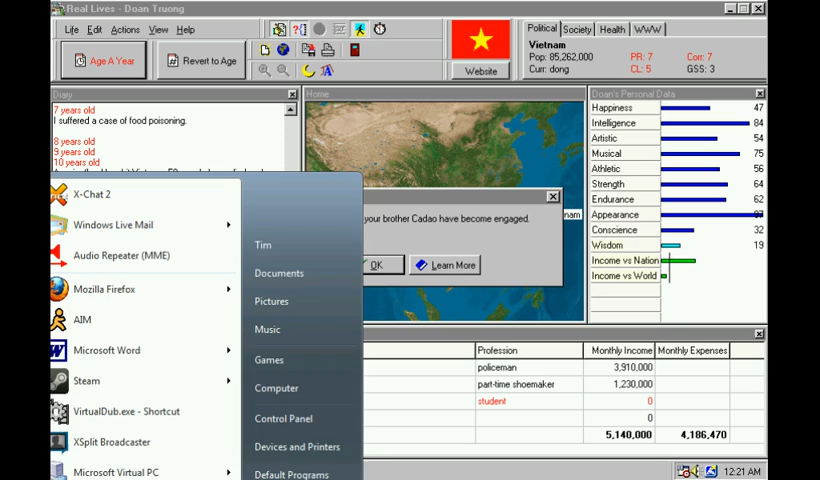 Real Lives - Doan Truong
Life Edit Actions View Help
Age A Year
Revert to Age
Website
Political Society Health WWW
Vietnam
Pop: 85,262,000 PR: 7 Corr: 7
Curr: dong CL: 5 GSS: 3
Diary
7 years old
I suffered a case of food poisoning.
8 years old
9 years old
10 years old
Home
your brother Cadao have become engaged.
OK
Learn More
Doan's Personal Data
Happiness 47
Intelligence 84
Artistic 54
Musical 75
Athletic 56
Strength 64
Endurance 62
Appearance
Conscience 32
Wisdom 19
Income vs Nation
Income vs World
Profession Monthly Income Monthly Expenses
policeman 3,910,000
part-time shoemaker 1,230,000
student 0
0
5,140,000 4,186,470
X-Chat 2
Windows Live Mail
Audio Repeater (MME)
Mozilla Firefox
AIM
Microsoft Word
Steam
VirtualDub.exe - Shortcut
XSplit Broadcaster
Microsoft Virtual PC
Tim
Documents
Pictures
Music
Games
Computer
Control Panel
Devices and Printers
Default Programs
12:21 AM